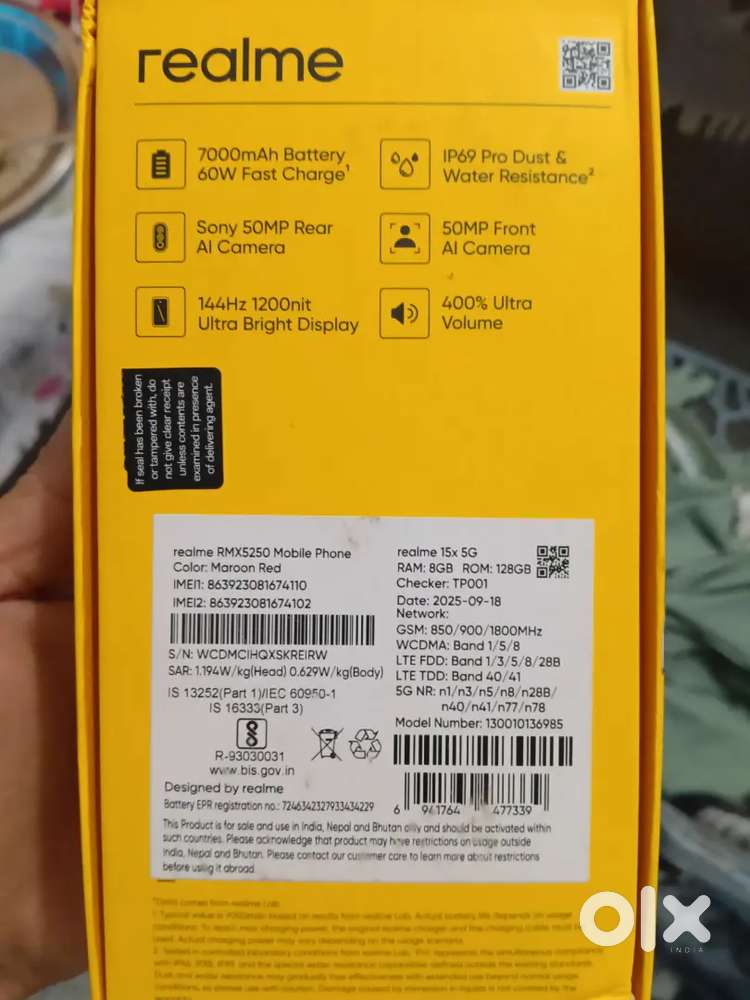 realme
7000mAh Battery
60W Fast Charge¹
IP69 Pro Dust &
Water Resistance²
Sony 50MP Rear
AI Camera
50MP Front
AI Camera
144Hz 1200nit
Ultra Bright Display
400% Ultra
Volume
If seal has been broken
or tampered with, do
not give clear receipt
unless contents are
examined in presence
of delivering agent.
realme RMX5250 Mobile Phone
Color: Maroon Red
IMEI1: 863923081674110
IMEI2: 863923081674102
S/N: WCDMCIHQXSKREIRW
SAR: 1.194W/kg(Head) 0.629W/kg(Body)
IS 13252(Part 1)/IEC 60950-1
IS 16333(Part 3)
R-93030031
www.bis.gov.in
Designed by realme
Battery EPR registration no.: 7246342327933434229
realme 15x 5G
RAM: 8GB ROM: 128GB
Checker: TP001
Date: 2025-09-18
Network:
GSM: 850/900/1800MHz
WCDMA: Band 1/5/8
LTE FDD: Band 1/3/5/8/28B
LTE TDD: Band 40/41
5G NR: n1/n3/n5/n8/n28B/
n40/n41/n77/n78
Model Number: 130010136985
6 941764 477339
This Product is for sale and use in India, Nepal and Bhutan only and should be activated within
such countries. Please acknowledge that product may have restrictions on usage outside
India, Nepal and Bhutan. Please contact our customer care to learn more about restrictions
before using it abroad.
olx
INDIA